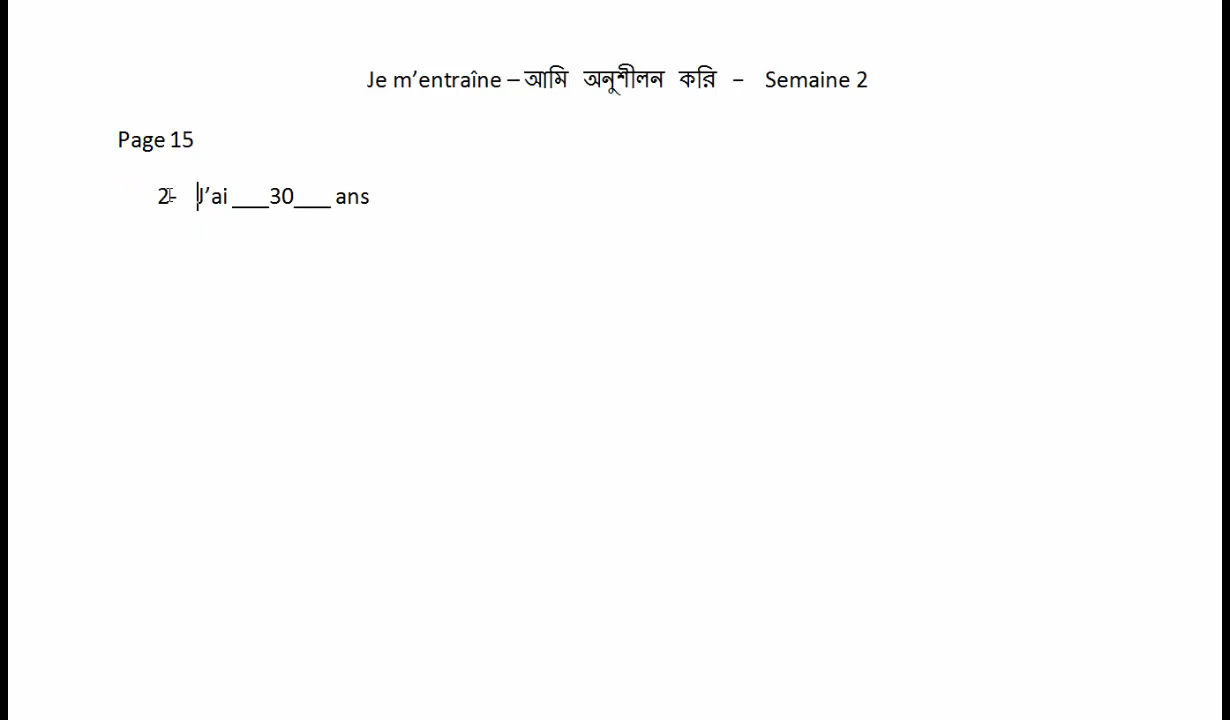 Je m’entraîne – আমি অনুশীলন করি – Semaine 2
Page 15
2- J’ai ___30___ ans